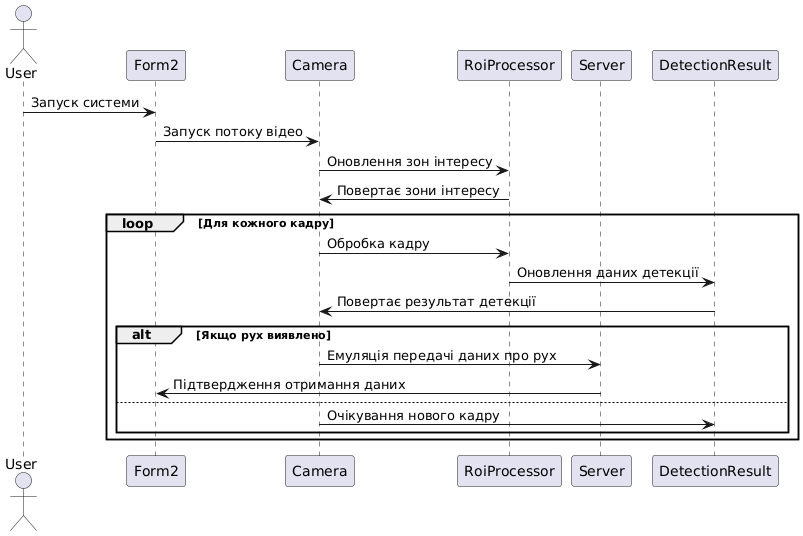 User
Form2
Camera
RoiProcessor
Server
DetectionResult
Запуск системи
Запуск потоку відео
Оновлення зон інтересу
Повертає зони інтересу
loop
[Для кожного кадру]
Обробка кадру
Оновлення даних детекції
Повертає результат детекції
alt
[Якщо рух виявлено]
Емуляція передачі даних про рух
Підтвердження отримання даних
Очікування нового кадру
User
Form2
Camera
RoiProcessor
Server
DetectionResult